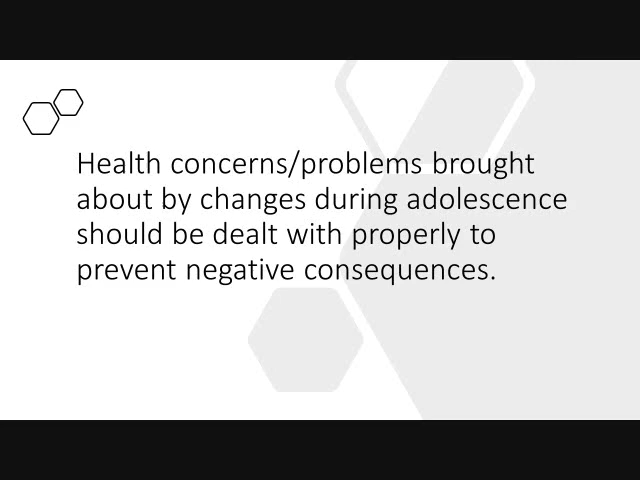 Health concerns/problems brought
about by changes during adolescence
should be dealt with properly to
prevent negative consequences.